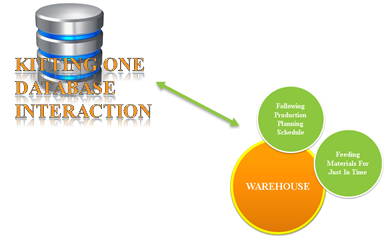 KITTING ONE
DATABASE
INTERACTION
Following
Production
Planning
Schedule
Feeding
Materials For
Just In Time
WAREHOUSE